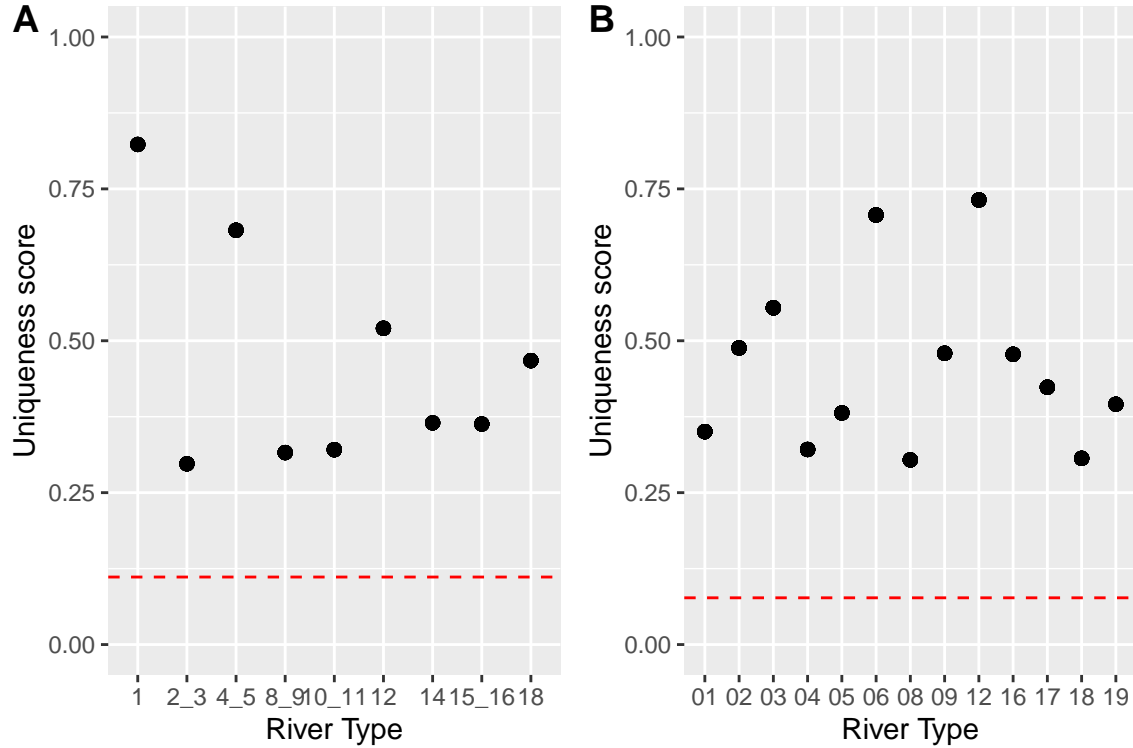 A
Uniqueness score
1.00
0.75
0.50
0.25
0.00
1 2_3 4_5 8_9 10_11 12 14 15_16 18
River Type
B
Uniqueness score
1.00
0.75
0.50
0.25
0.00
01 02 03 04 05 06 08 09 12 16 17 18 19
River Type